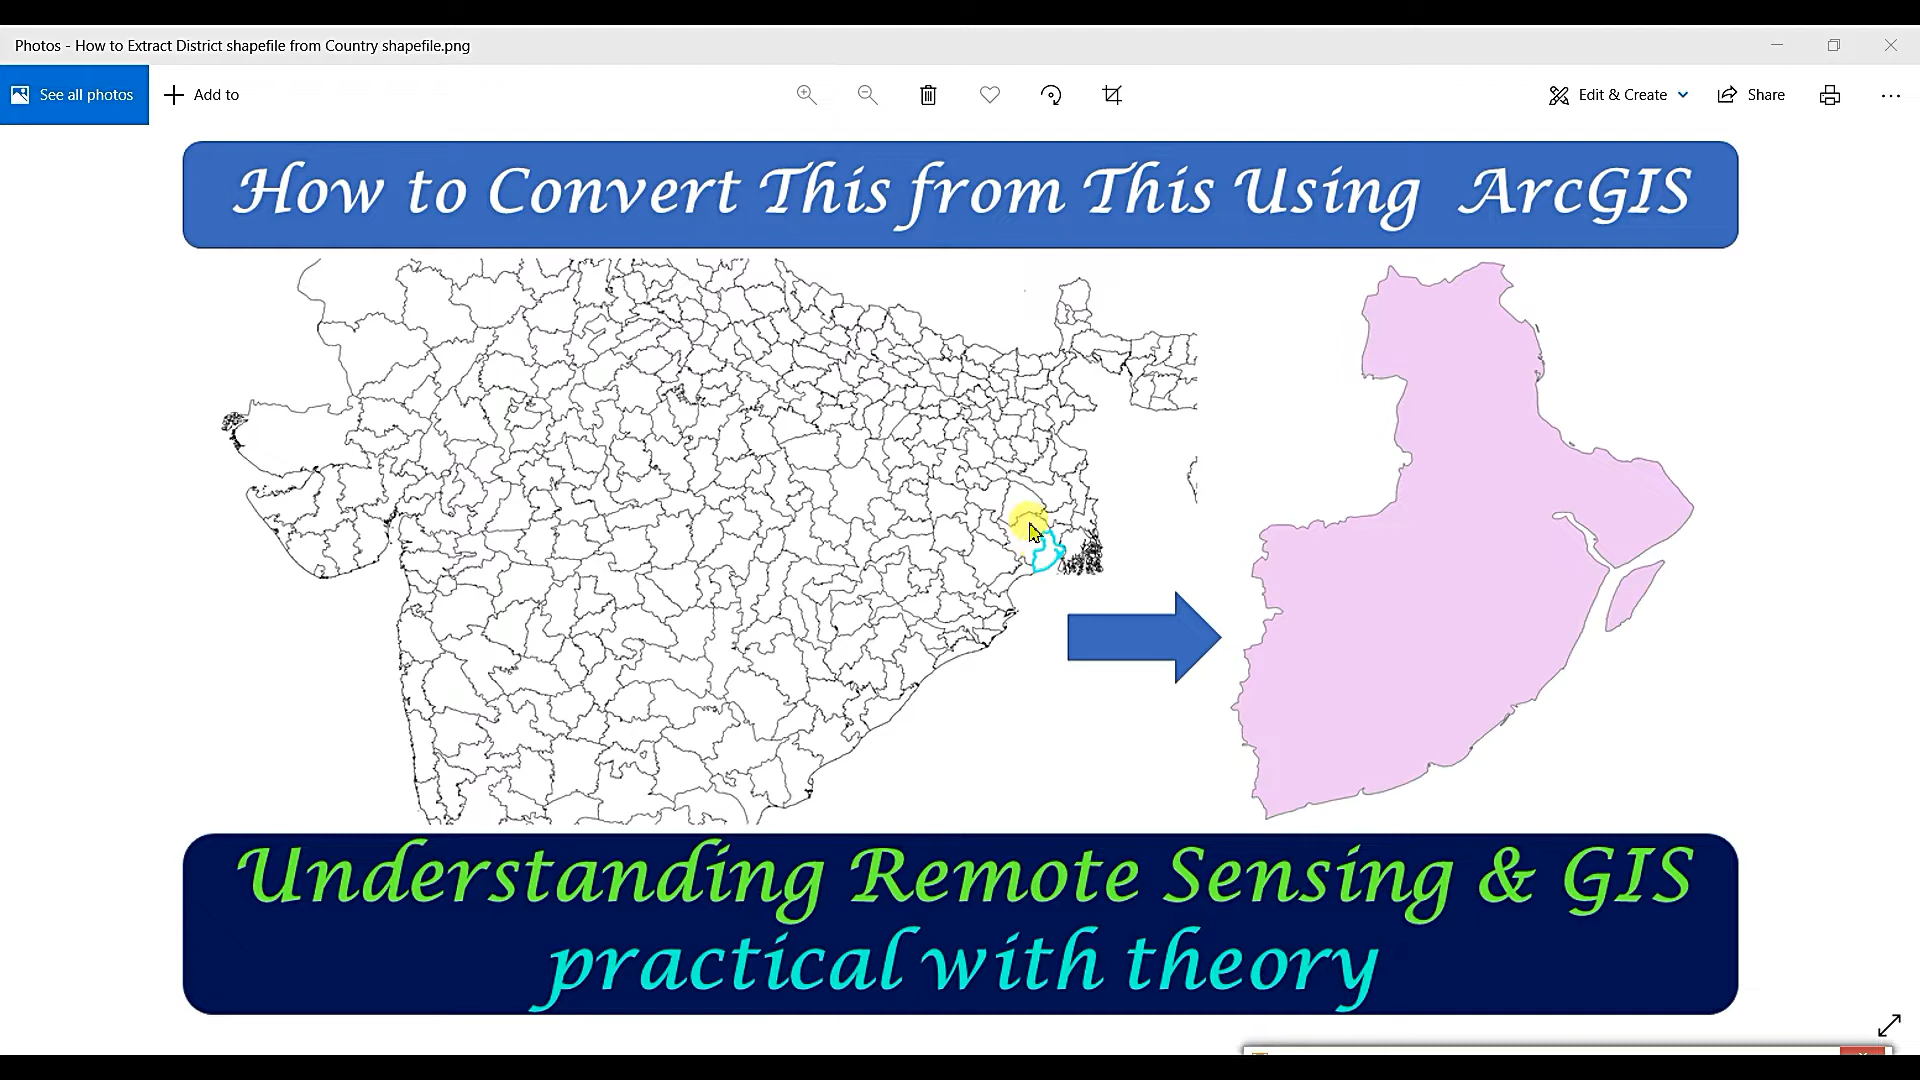 Photos - How to Extract District shapefile from Country shapefile.png
See all photos
Add to
Edit & Create
Share
How to Convert This from This Using ArcGIS
Understanding Remote Sensing & GIS
practical with theory